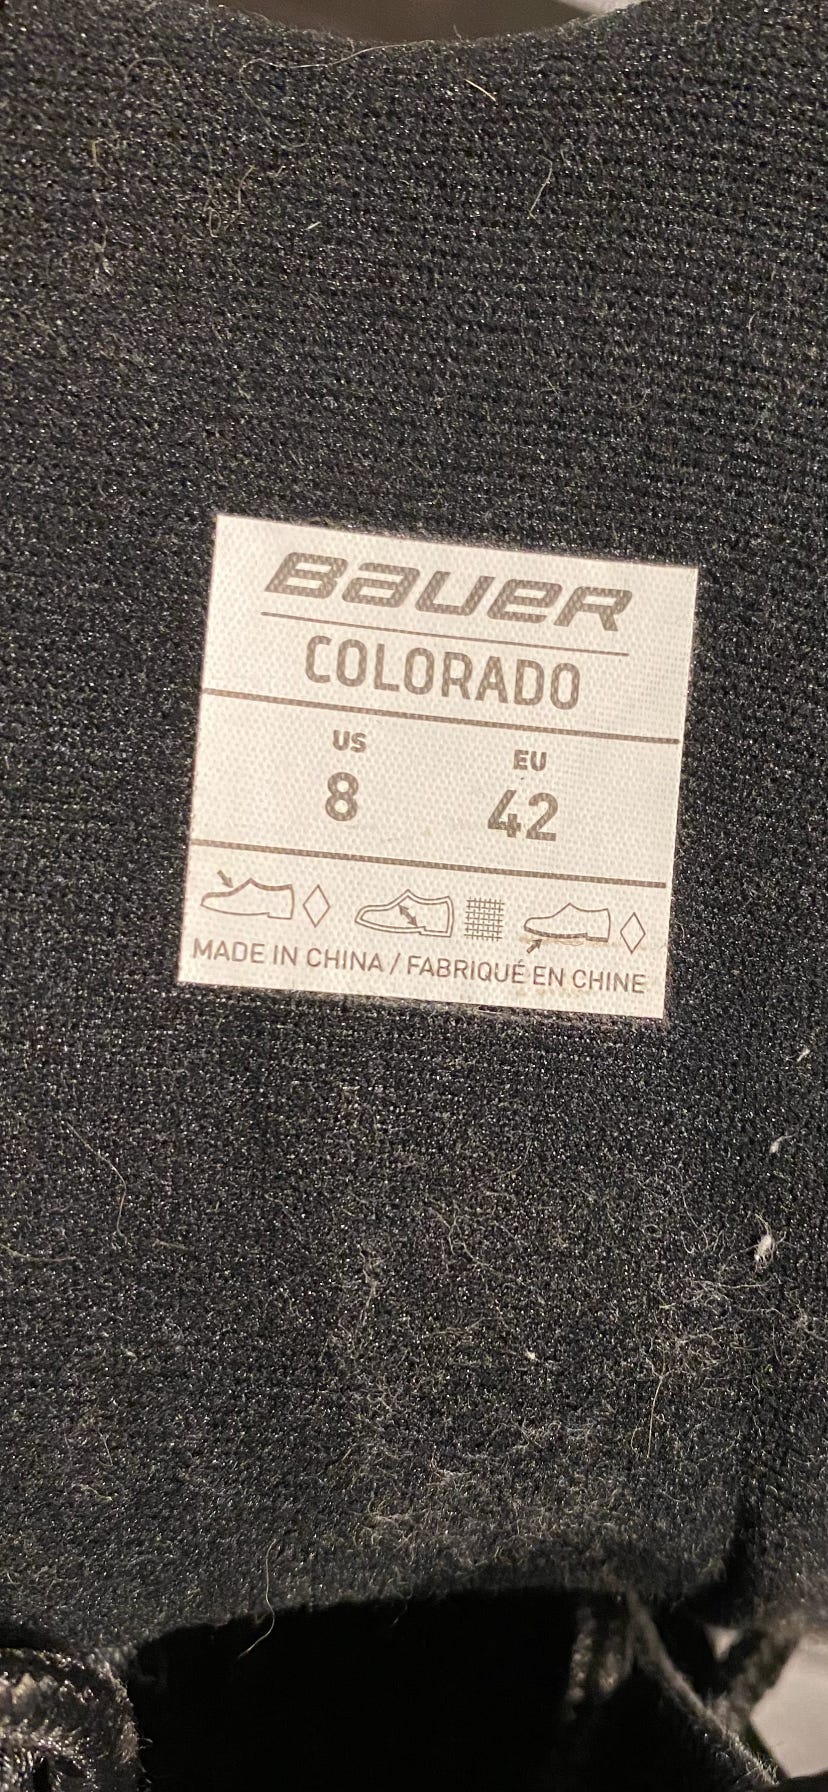 BAUER
COLORADO
US EU
8 42
MADE IN CHINA / FABRIQUÉ EN CHINE